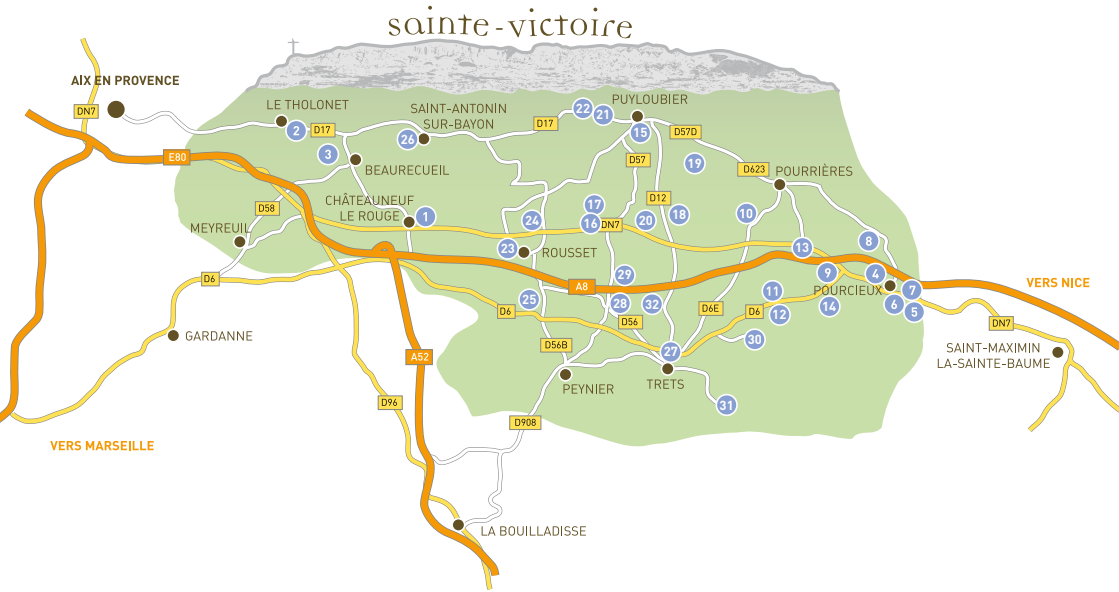 sainte-victoire
AIX EN PROVENCE
DN7
LE THOLONET
2
D17
SAINT-ANTONIN
SUR-BAYON
26
D17
22
21
PUYLOUBIER
15
D57D
E80
3
BEAURECUEIL
D57
19
D623
POURRIÈRES
D58
CHÂTEAUNEUF
LE ROUGE
1
MEYREUIL
24
17
16
DN7
20
D12
18
10
23
ROUSSET
13
8
D6
A8
29
9
4
POURCIEUX
7
6
5
VERS NICE
25
D6
28
32
D56
D6E
11
D6
12
14
DN7
GARDANNE
D56B
27
30
SAINT-MAXIMIN
LA-SAINTE-BAUME
A52
PEYNIER
TRETS
31
D96
D908
VERS MARSEILLE
LA BOUILLADISSE